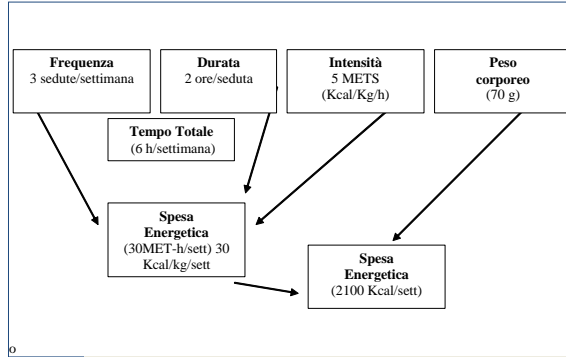 Frequenza
3 sedute/settimana
Durata
2 ore/seduta
Intensità
5 METS
(Kcal/Kg/h)
Peso
corporeo
(70 g)
Tempo Totale
(6 h/settimana)
Spesa
Energetica
(30MET-h/sett) 30
Kcal/kg/sett
Spesa
Energetica
(2100 Kcal/sett)
o